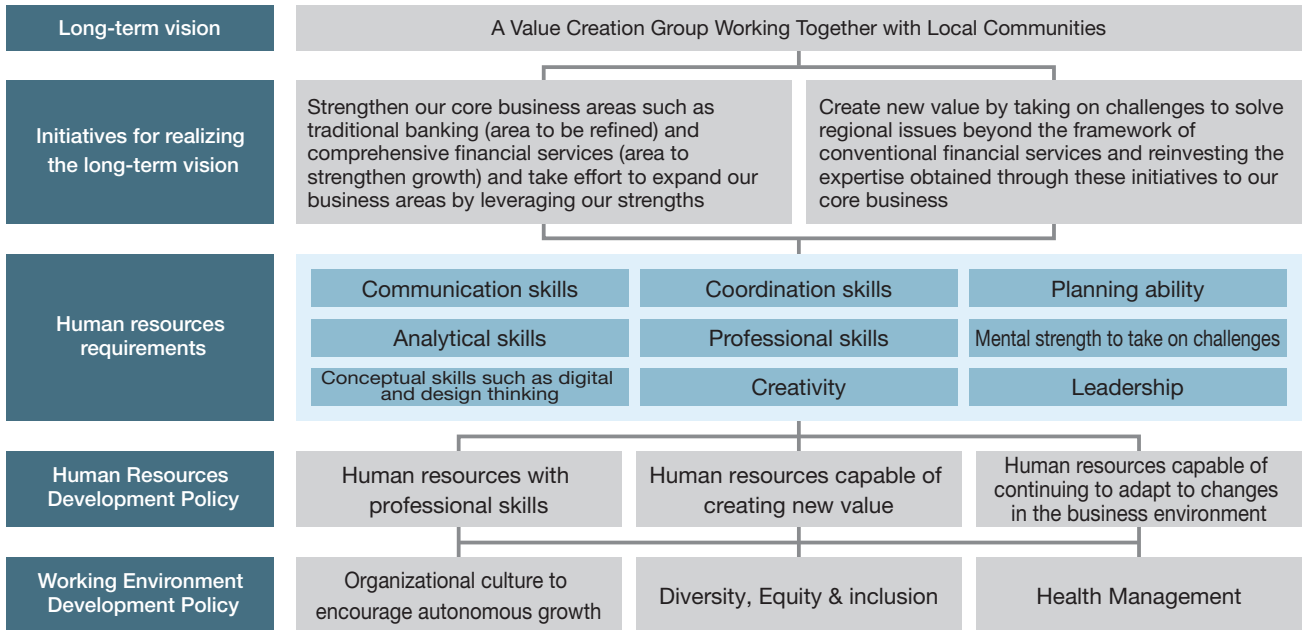 Long-term vision
A Value Creation Group Working Together with Local Communities
Initiatives for realizing
the long-term vision
Strengthen our core business areas such as
traditional banking (area to be refined) and
comprehensive financial services (area to
strengthen growth) and take effort to expand our
business areas by leveraging our strengths
Create new value by taking on challenges to solve
regional issues beyond the framework of
conventional financial services and reinvesting the
expertise obtained through these initiatives to our
core business
Human resources
requirements
Communication skills
Coordination skills
Planning ability
Analytical skills
Professional skills
Mental strength to take on challenges
Conceptual skills such as digital
and design thinking
Creativity
Leadership
Human Resources
Development Policy
Human resources with
professional skills
Human resources capable of
creating new value
Human resources capable of
continuing to adapt to changes
in the business environment
Working Environment
Development Policy
Organizational culture to
encourage autonomous growth
Diversity, Equity & inclusion
Health Management